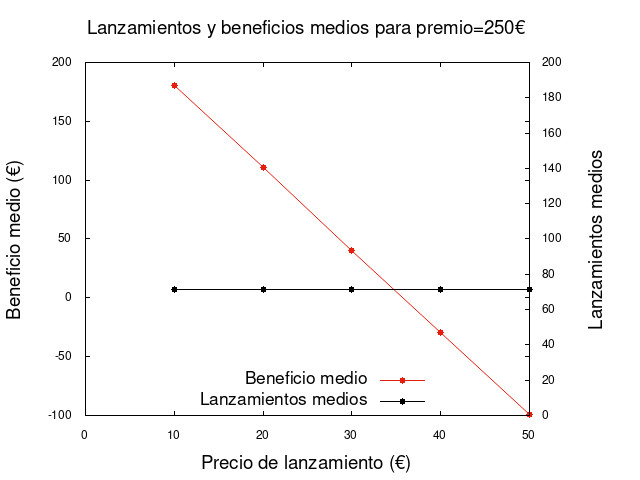 Lanzamientos y beneficios medios para premio=250€
200
150
100
50
0
-50
-100
Beneficio medio (€)
200
180
160
140
120
100
80
60
40
20
0
Lanzamientos medios
Beneficio medio
Lanzamientos medios
0 10 20 30 40 50
Precio de lanzamiento (€)